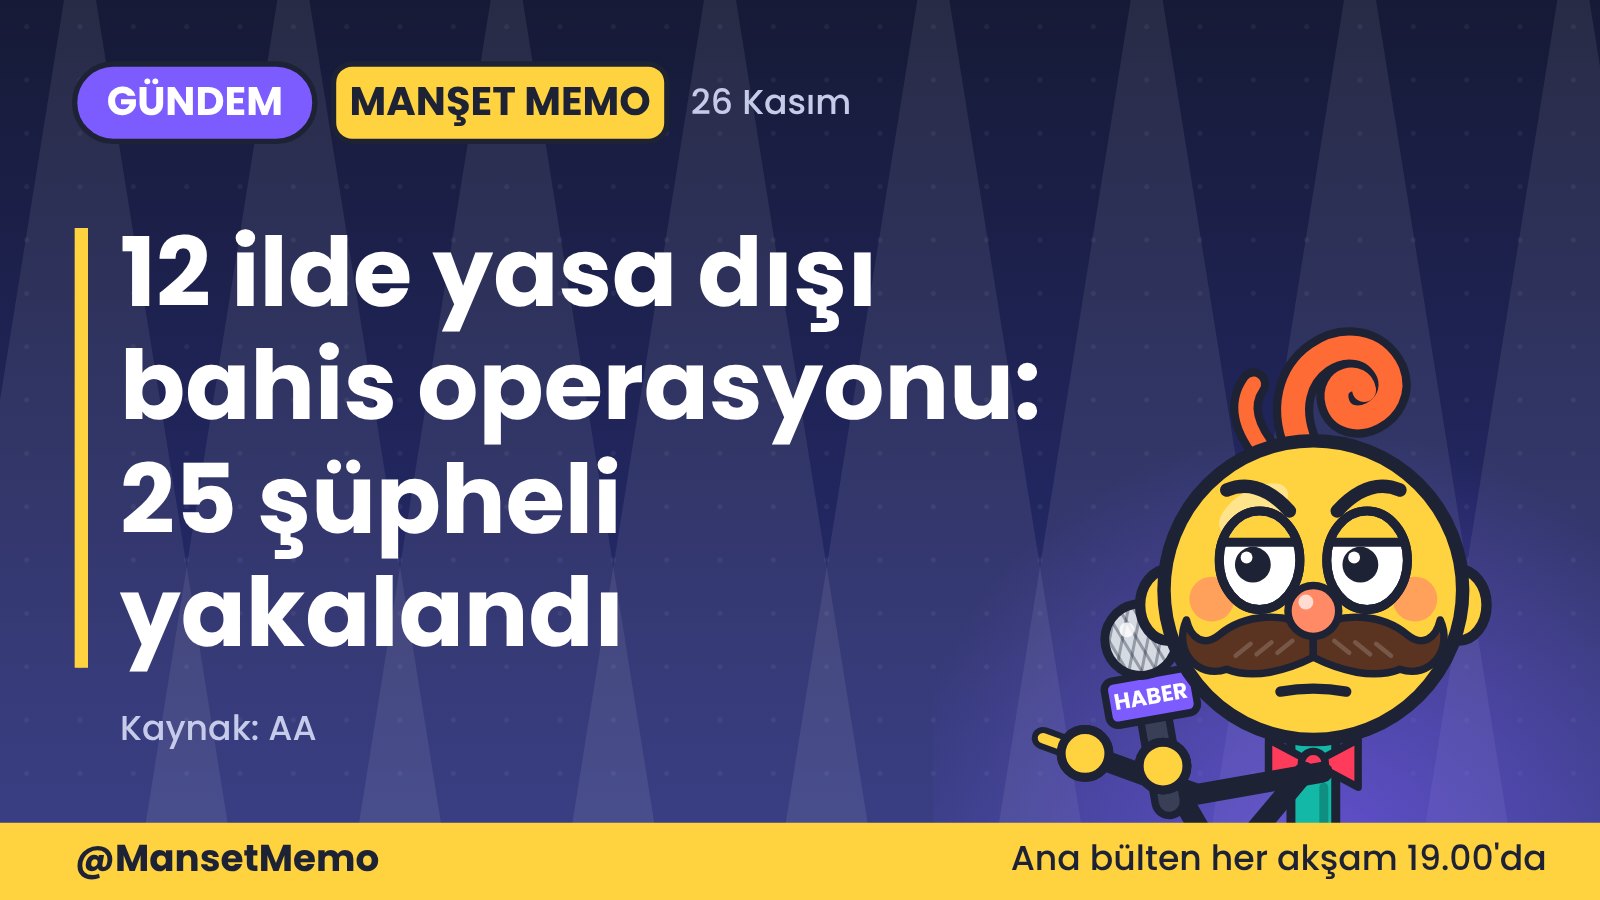 GÜNDEM MANŞET MEMO 26 Kasım
12 ilde yasa dışı
bahis operasyonu:
25 şüpheli
yakalandı
Kaynak: AA
HABER
@MansetMemo Ana bülten her akşam 19.00'da